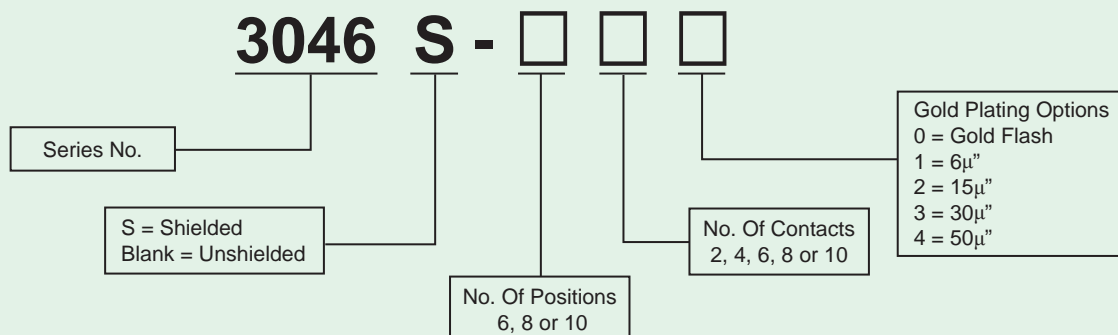 3046 S - □ □ □
Series No.
S = Shielded
Blank = Unshielded
No. Of Positions
6, 8 or 10
No. Of Contacts
2, 4, 6, 8 or 10
Gold Plating Options
0 = Gold Flash
1 = 6μ”
2 = 15μ”
3 = 30μ”
4 = 50μ”